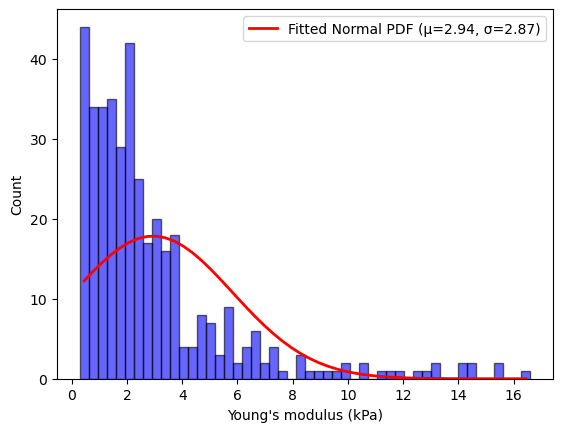 Fitted Normal PDF (μ=2.94, σ=2.87)
40
30
20
10
0
Count
0 2 4 6 8 10 12 14 16
Young's modulus (kPa)